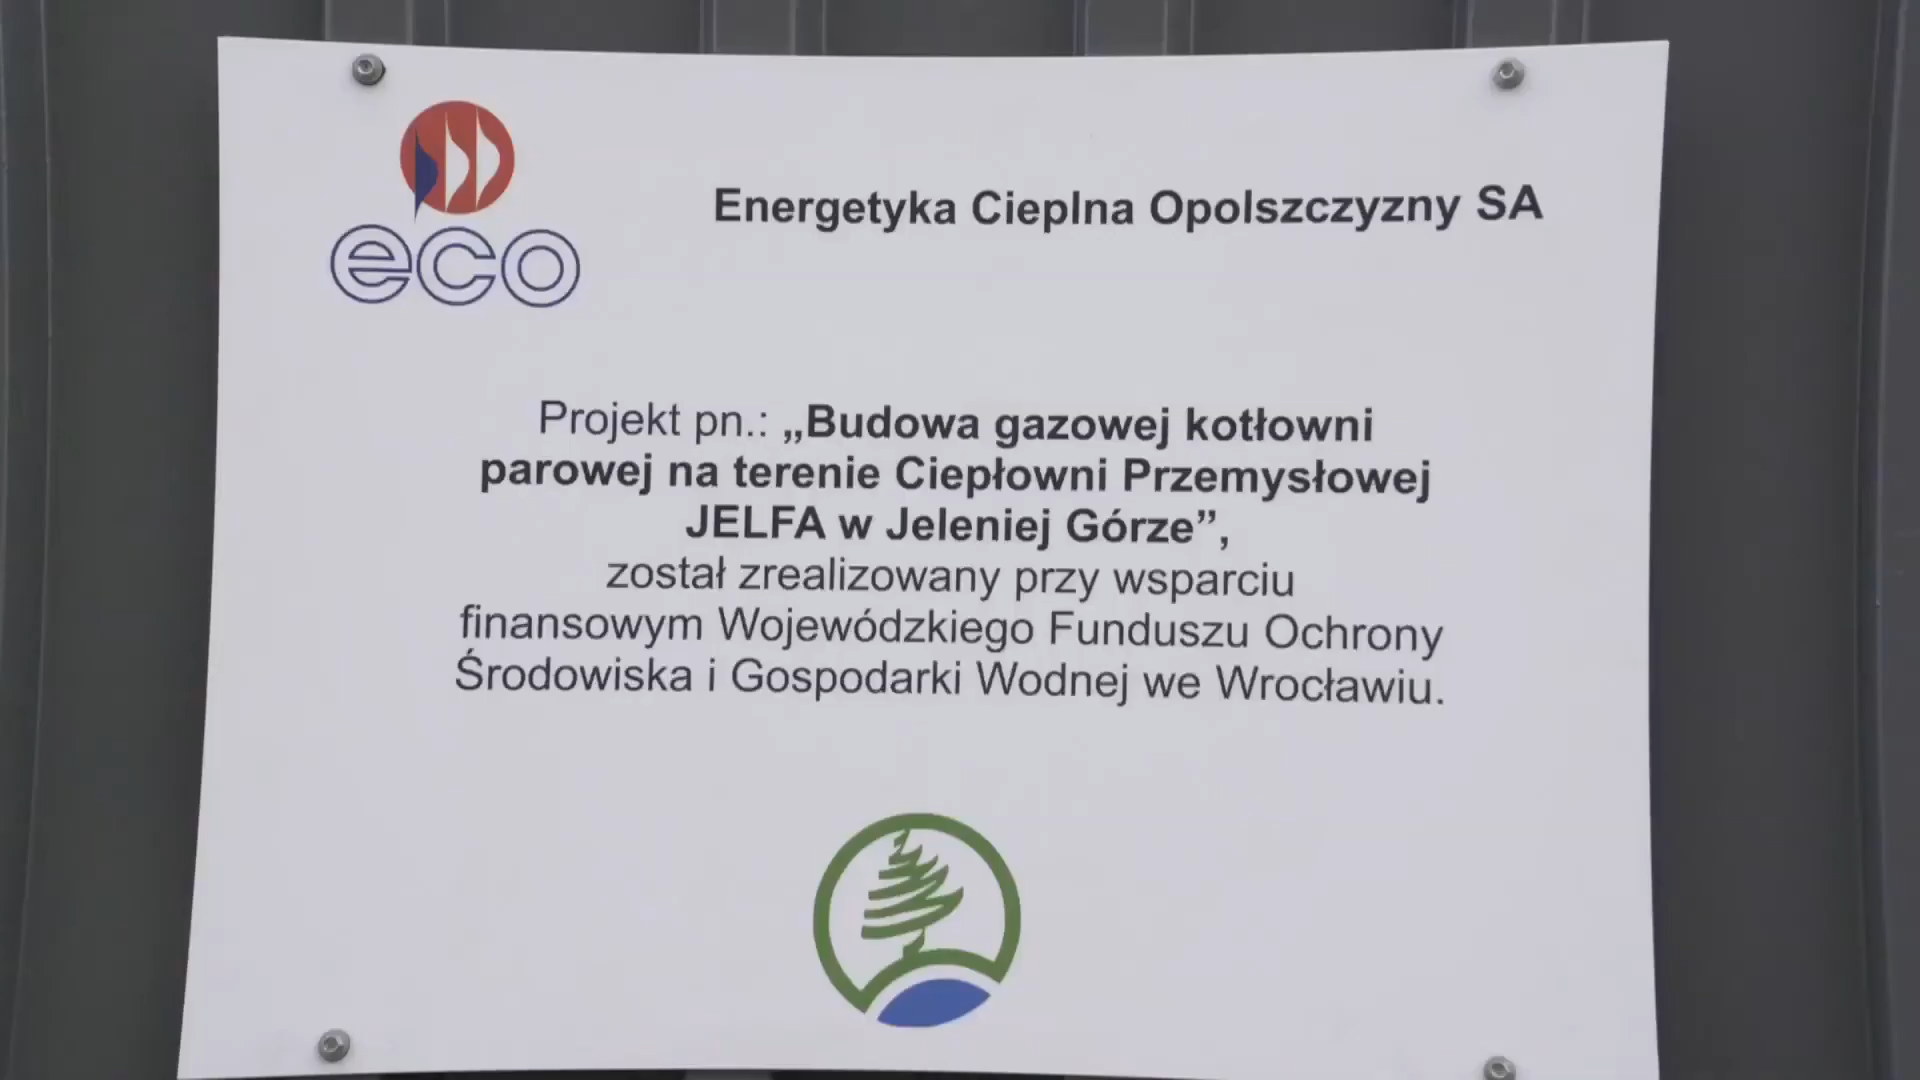 eco
Energetyka Cieplna Opolszczyzny SA
Projekt pn.: „Budowa gazowej kotłowni
parowej na terenie Ciepłowni Przemysłowej
JELFA w Jeleniej Górze”,
został zrealizowany przy wsparciu
finansowym Wojewódzkiego Funduszu Ochrony
Środowiska i Gospodarki Wodnej we Wrocławiu.